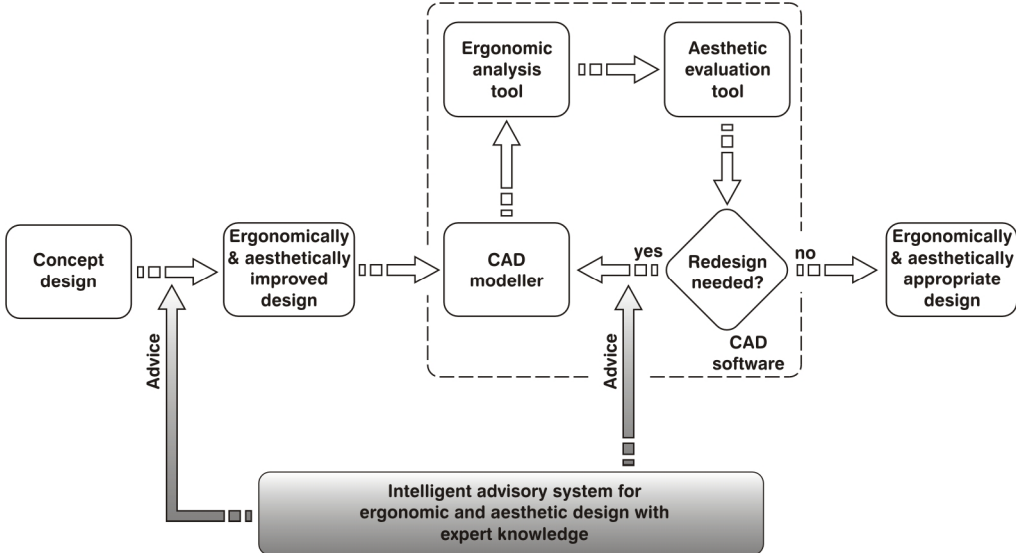 Ergonomic
analysis
tool
Aesthetic
evaluation
tool
Concept
design
Ergonomically
& aesthetically
improved
design
CAD
modeller
yes
Redesign
needed?
no
Ergonomically
& aesthetically
appropriate
design
CAD
software
Advice
Advice
Intelligent advisory system for
ergonomic and aesthetic design with
expert knowledge